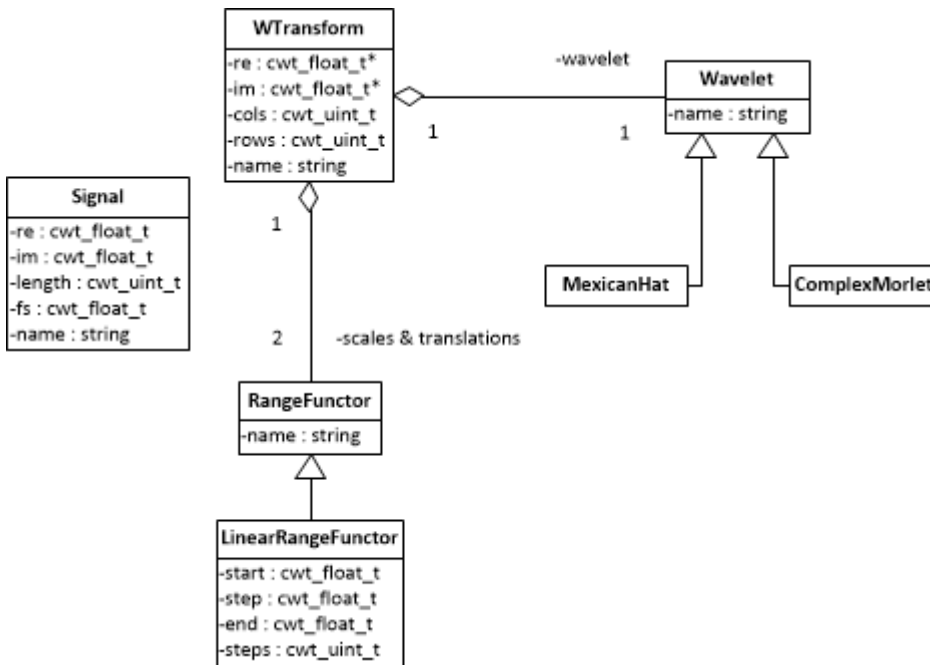 WTransform
-re : cwt_float_t*
-im : cwt_float_t*
-cols : cwt_uint_t
-rows : cwt_uint_t
-name : string
-wavelet
1
1
Wavelet
-name : string
Signal
-re : cwt_float_t
-im : cwt_float_t
-length : cwt_uint_t
-fs : cwt_float_t
-name : string
1
MexicanHat
ComplexMorlet
2
-scales & translations
RangeFunctor
-name : string
LinearRangeFunctor
-start : cwt_float_t
-step : cwt_float_t
-end : cwt_float_t
-steps : cwt_uint_t